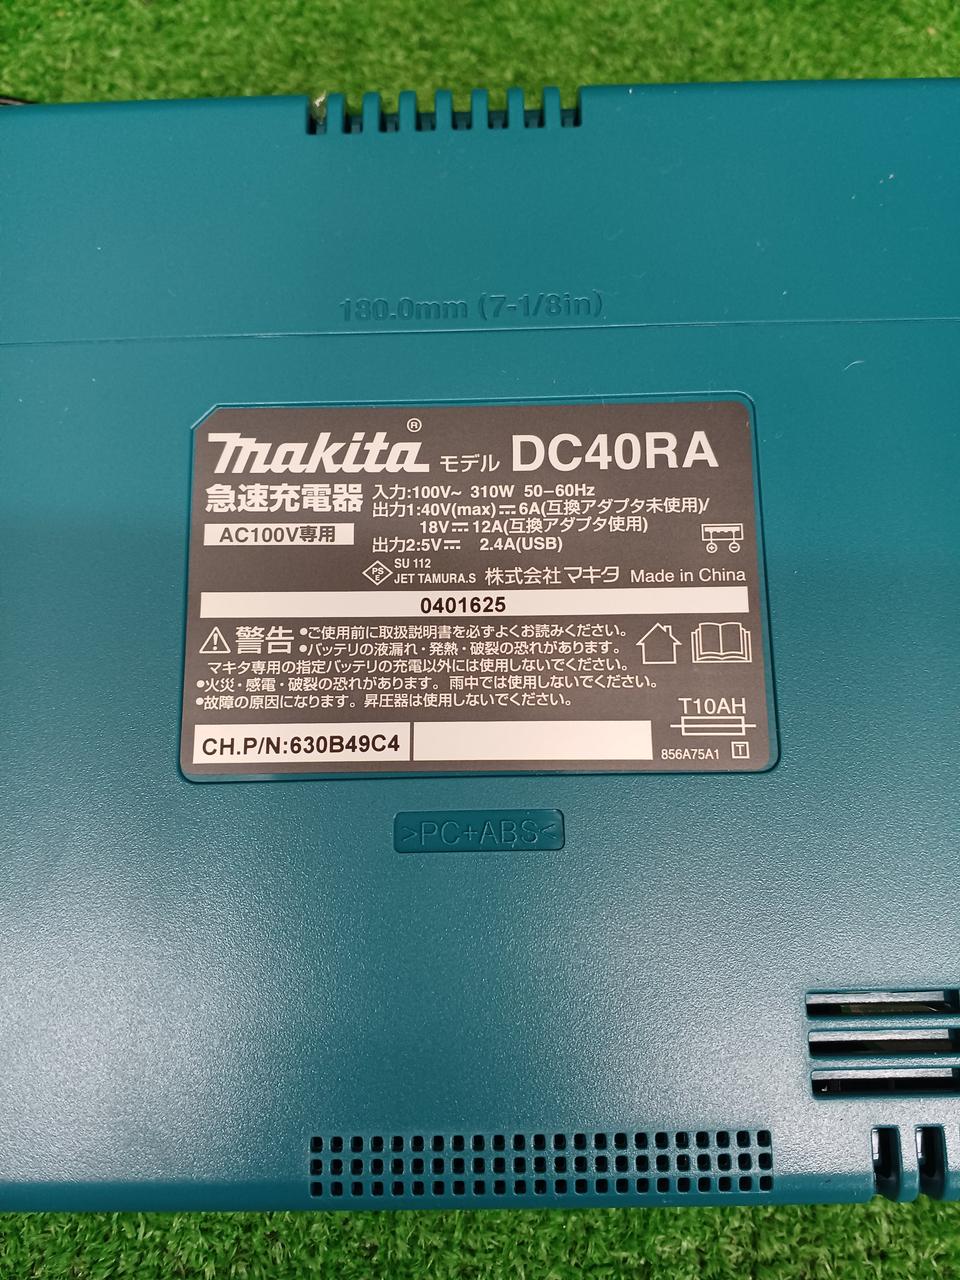 180.0mm (7-1/8in)
makita® モデル DC40RA
急速充電器
AC100V専用
入力:100V~ 310W 50-60Hz
出力1:40V(max)⎓6A(互換アダプタ未使用)/
18V⎓12A(互換アダプタ使用)
出力2:5V⎓ 2.4A(USB)
PSE
SU 112
JET TAMURA.S 株式会社マキタ Made in China
0401625
警告 •ご使用前に取扱説明書を必ずよくお読みください。
•バッテリの液漏れ・発熱・破裂の恐れがあります。
マキタ専用の指定バッテリの充電以外には使用しないでください。
•火災・感電・破裂の恐れがあります。雨中では使用しないでください。
•故障の原因になります。昇圧器は使用しないでください。
T10AH
CH.P/N:630B49C4
856A75A1 T
>PC+ABS<